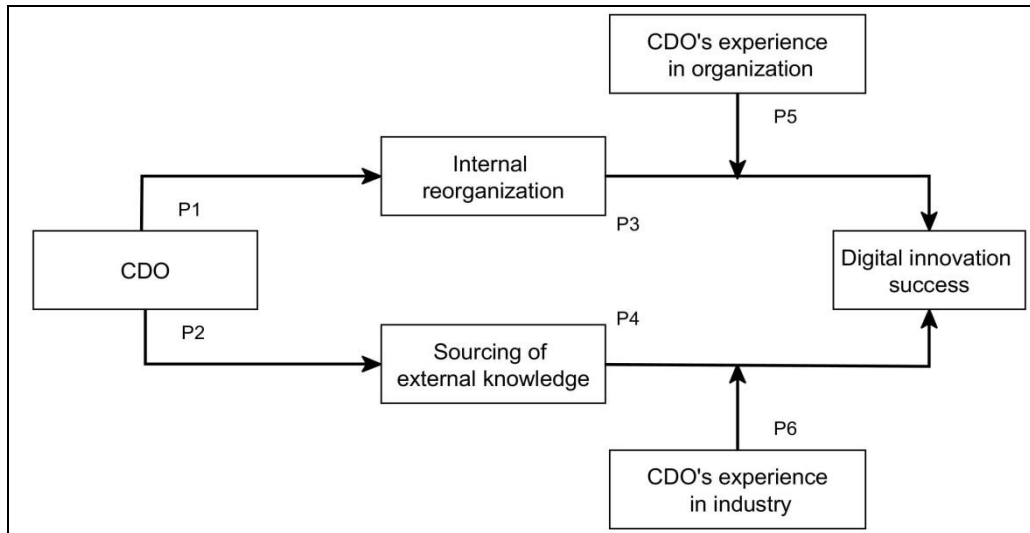 CDO's experience
in organization
P5
Internal
reorganization
P1
P3
CDO
Digital innovation
success
P2
P4
Sourcing of
external knowledge
P6
CDO's experience
in industry